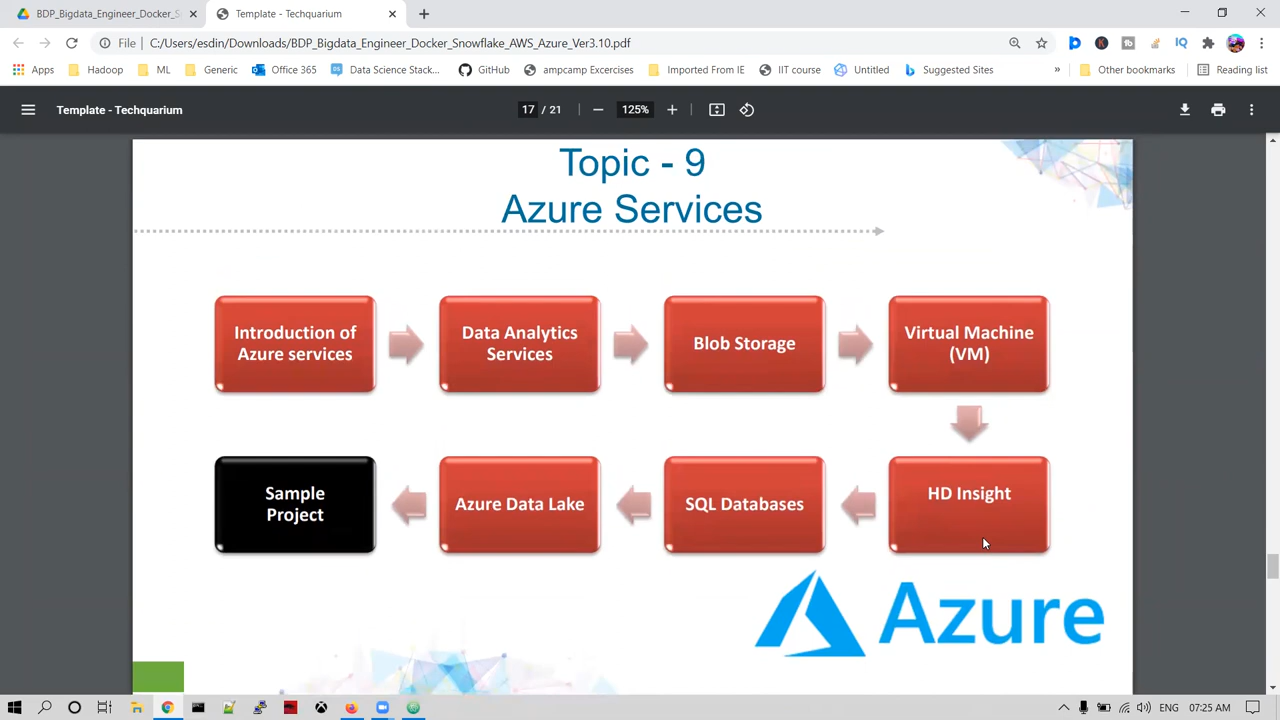 BDP_Bigdata_Engineer_Docker_S
Template - Techquarium
File
C:/Users/esdin/Downloads/BDP_Bigdata_Engineer_Docker_Snowflake_AWS_Azure_Ver3.10.pdf
Apps
Hadoop
ML
Generic
Office 365
Data Science Stack...
GitHub
ampcamp Excercises
Imported From IE
IIT course
Untitled
Suggested Sites
»
Other bookmarks
Reading list
Template - Techquarium
17 / 21
125%
Topic - 9
Azure Services
Introduction of
Azure services
Data Analytics
Services
Blob Storage
Virtual Machine
(VM)
Sample
Project
Azure Data Lake
SQL Databases
HD Insight
Azure
ENG
07:25 AM